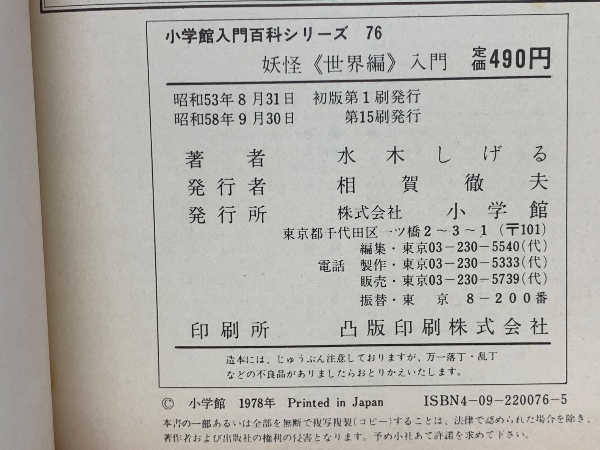 小学館入門百科シリーズ 76
妖怪《世界編》入門 定価490円
昭和53年8月31日 初版第1刷発行
昭和58年9月30日 第15刷発行
著者 水木しげる
発行者 相賀徹夫
発行所 株式会社 小学館
東京都千代田区一ツ橋2〜3〜1(〒101)
編集・東京03-230-5540(代)
電話 製作・東京03-230-5333(代)
販売・東京03-230-5739(代)
振替・東京 8-200番
印刷所 凸版印刷株式会社
造本には、じゅうぶん注意しておりますが、万一落丁・乱丁
などの不良品がありましたらおとりかえいたします。
© 小学館 1978年 Printed in Japan ISBN4-09-220076-5
本書の一部あるいは全部を無断で複写複製(コピー)することは、法律で認められた場合を除き、
著作者および出版社の権利の侵害となります。予め小社あて許諾を求めて下さい。